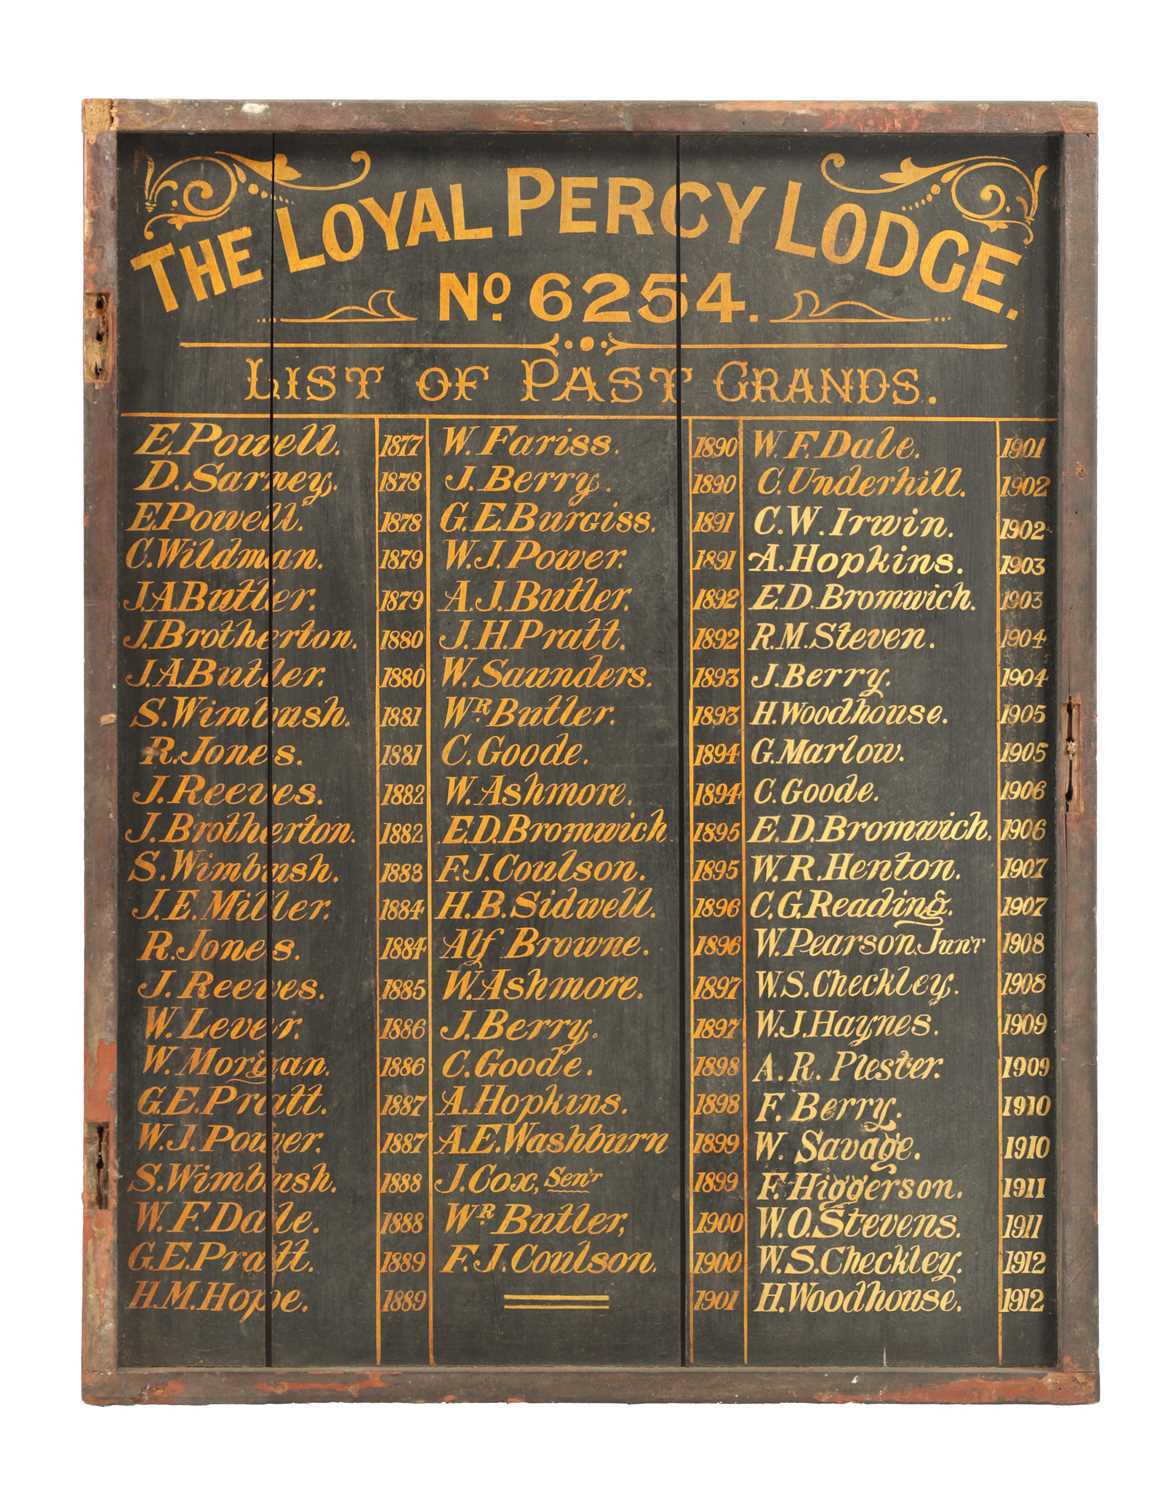 THE LOYAL PERCY LODGE.
No. 6254.
LIST OF PAST GRANDS.
E. Powell. 1877
D. Sarney. 1878
E. Powell. 1878
C. Wildman. 1879
J.A. Butler. 1879
J. Brotherton. 1880
J.A. Butler. 1880
S. Wimbush. 1881
R. Jones. 1881
J. Reeves. 1882
J. Brotherton. 1882
S. Wimbush. 1883
J.E. Miller. 1884
R. Jones. 1884
J. Reeves. 1885
W. Lever. 1886
W. Morgan. 1886
G.E. Pratt. 1887
W.J. Power. 1887
S. Wimbush. 1888
W.F. Dale. 1888
G.E. Pratt. 1889
H.M. Hope. 1889
W. Fariss. 1890
J. Berry. 1890
G.E. Burgiss. 1891
W.J. Power. 1891
A.J. Butler. 1892
J.H. Pratt. 1892
W. Saunders. 1893
Wr. Butler. 1893
C. Goode. 1894
W. Ashmore. 1894
E.D. Bromwich 1895
F.J. Coulson. 1895
H.B. Sidwell. 1896
Alf Browne. 1896
W. Ashmore. 1897
J. Berry. 1897
C. Goode. 1898
A. Hopkins. 1898
A.E. Washburn 1899
J. Cox, Sen'r 1899
Wr. Butler, 1900
F.J. Coulson. 1900
1901
W.F. Dale. 1901
C. Underhill. 1902
C.W. Irwin. 1902
A. Hopkins. 1903
E.D. Bromwich. 1903
R.M. Steven. 1904
J. Berry. 1904
H. Woodhouse. 1905
G. Marlow. 1905
C. Goode. 1906
E.D. Bromwich. 1906
W.R. Henton. 1907
C.G. Reading. 1907
W. Pearson, Jun'r 1908
W.S. Checkley. 1908
W.J. Haynes. 1909
A.R. Plester. 1909
F. Berry. 1910
W. Savage. 1910
F. Higgerson. 1911
W.O. Stevens. 1911
W.S. Checkley. 1912
H. Woodhouse. 1912